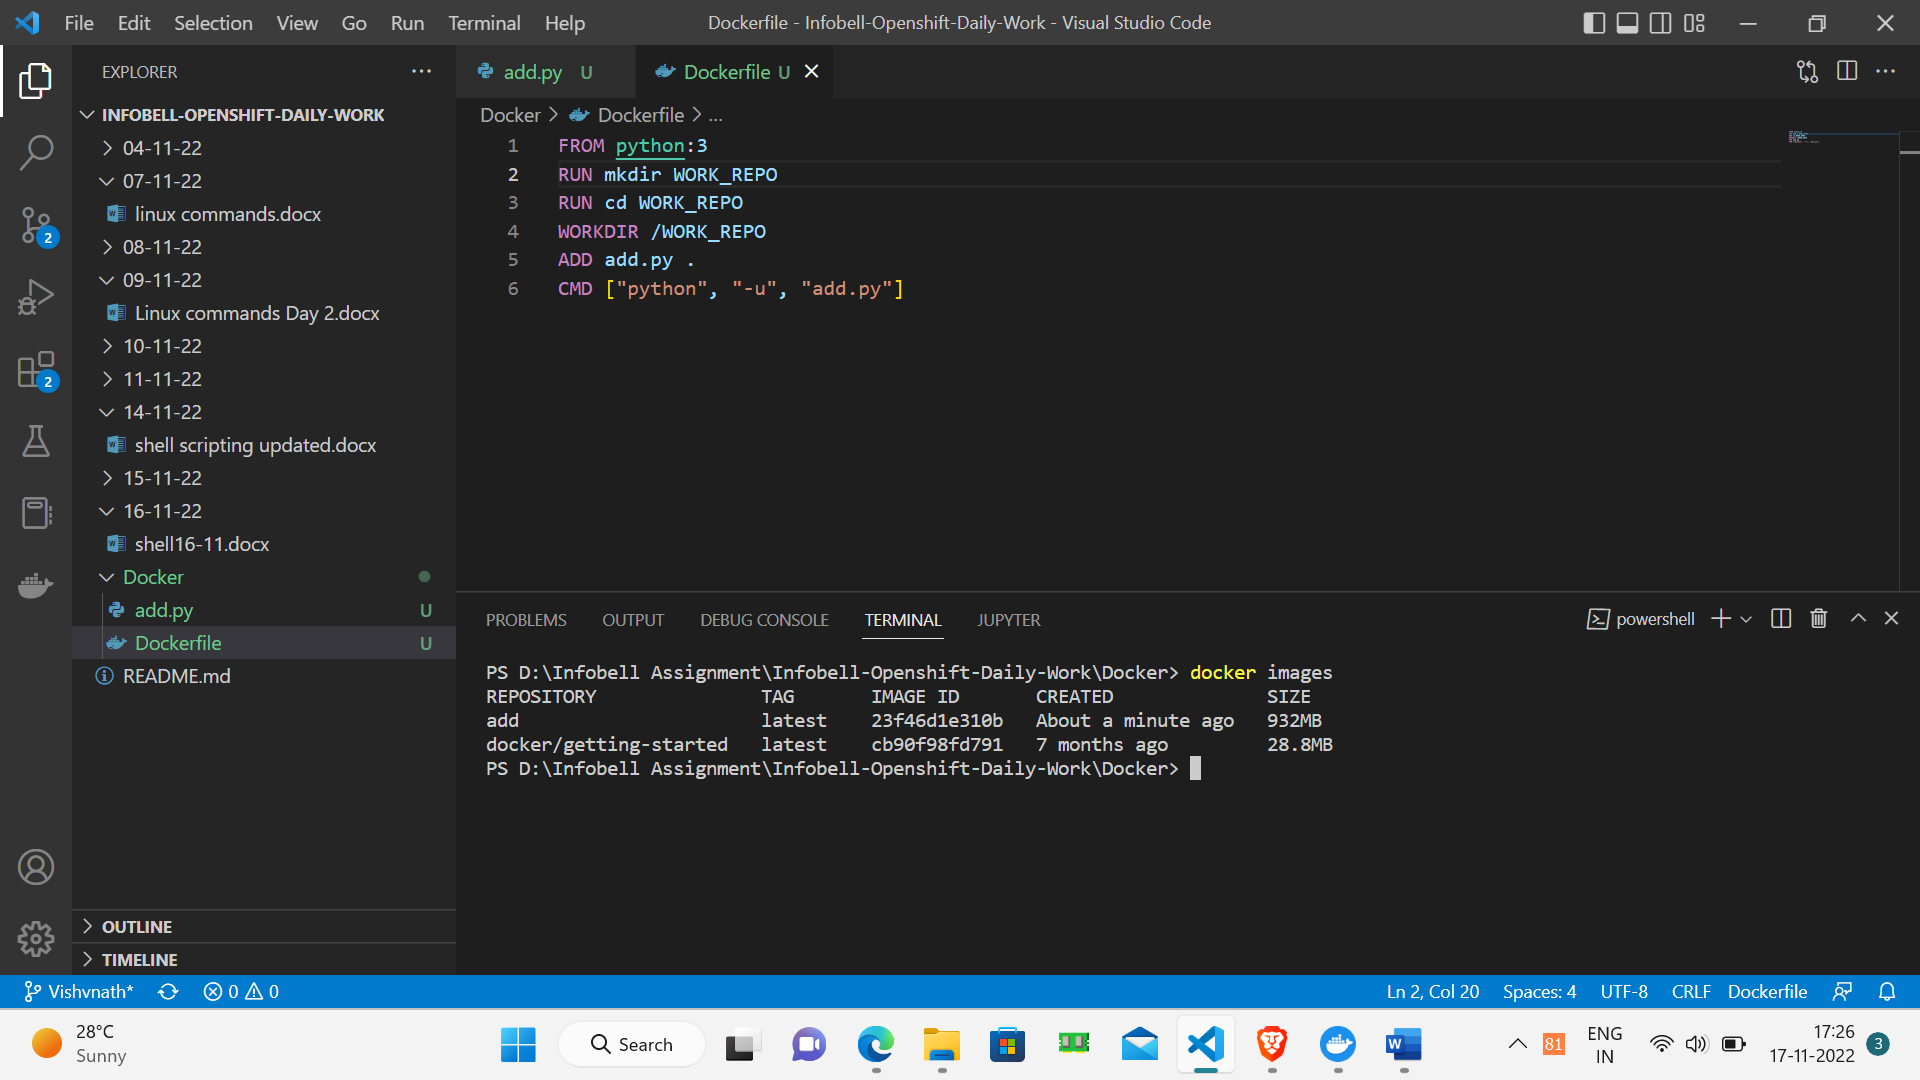 File Edit Selection View Go Run Terminal Help
Dockerfile - Infobell-Openshift-Daily-Work - Visual Studio Code
EXPLORER
INFOBELL-OPENSHIFT-DAILY-WORK
04-11-22
07-11-22
linux commands.docx
08-11-22
09-11-22
Linux commands Day 2.docx
10-11-22
11-11-22
14-11-22
shell scripting updated.docx
15-11-22
16-11-22
shell16-11.docx
Docker
add.py U
Dockerfile U
README.md
OUTLINE
TIMELINE
2
2
add.py U
Dockerfile U
Docker > Dockerfile > ...
1 FROM python:3
2 RUN mkdir WORK_REPO
3 RUN cd WORK_REPO
4 WORKDIR /WORK_REPO
5 ADD add.py .
6 CMD ["python", "-u", "add.py"]
PROBLEMS OUTPUT DEBUG CONSOLE TERMINAL JUPYTER
powershell
PS D:\Infobell Assignment\Infobell-Openshift-Daily-Work\Docker> docker images
REPOSITORY TAG IMAGE ID CREATED SIZE
add latest 23f46d1e310b About a minute ago 932MB
docker/getting-started latest cb90f98fd791 7 months ago 28.8MB
PS D:\Infobell Assignment\Infobell-Openshift-Daily-Work\Docker>
Vishvnath* 0 0
Ln 2, Col 20 Spaces: 4 UTF-8 CRLF Dockerfile
28°C
Sunny
Search
81
ENG
IN
17:26
17-11-2022
3